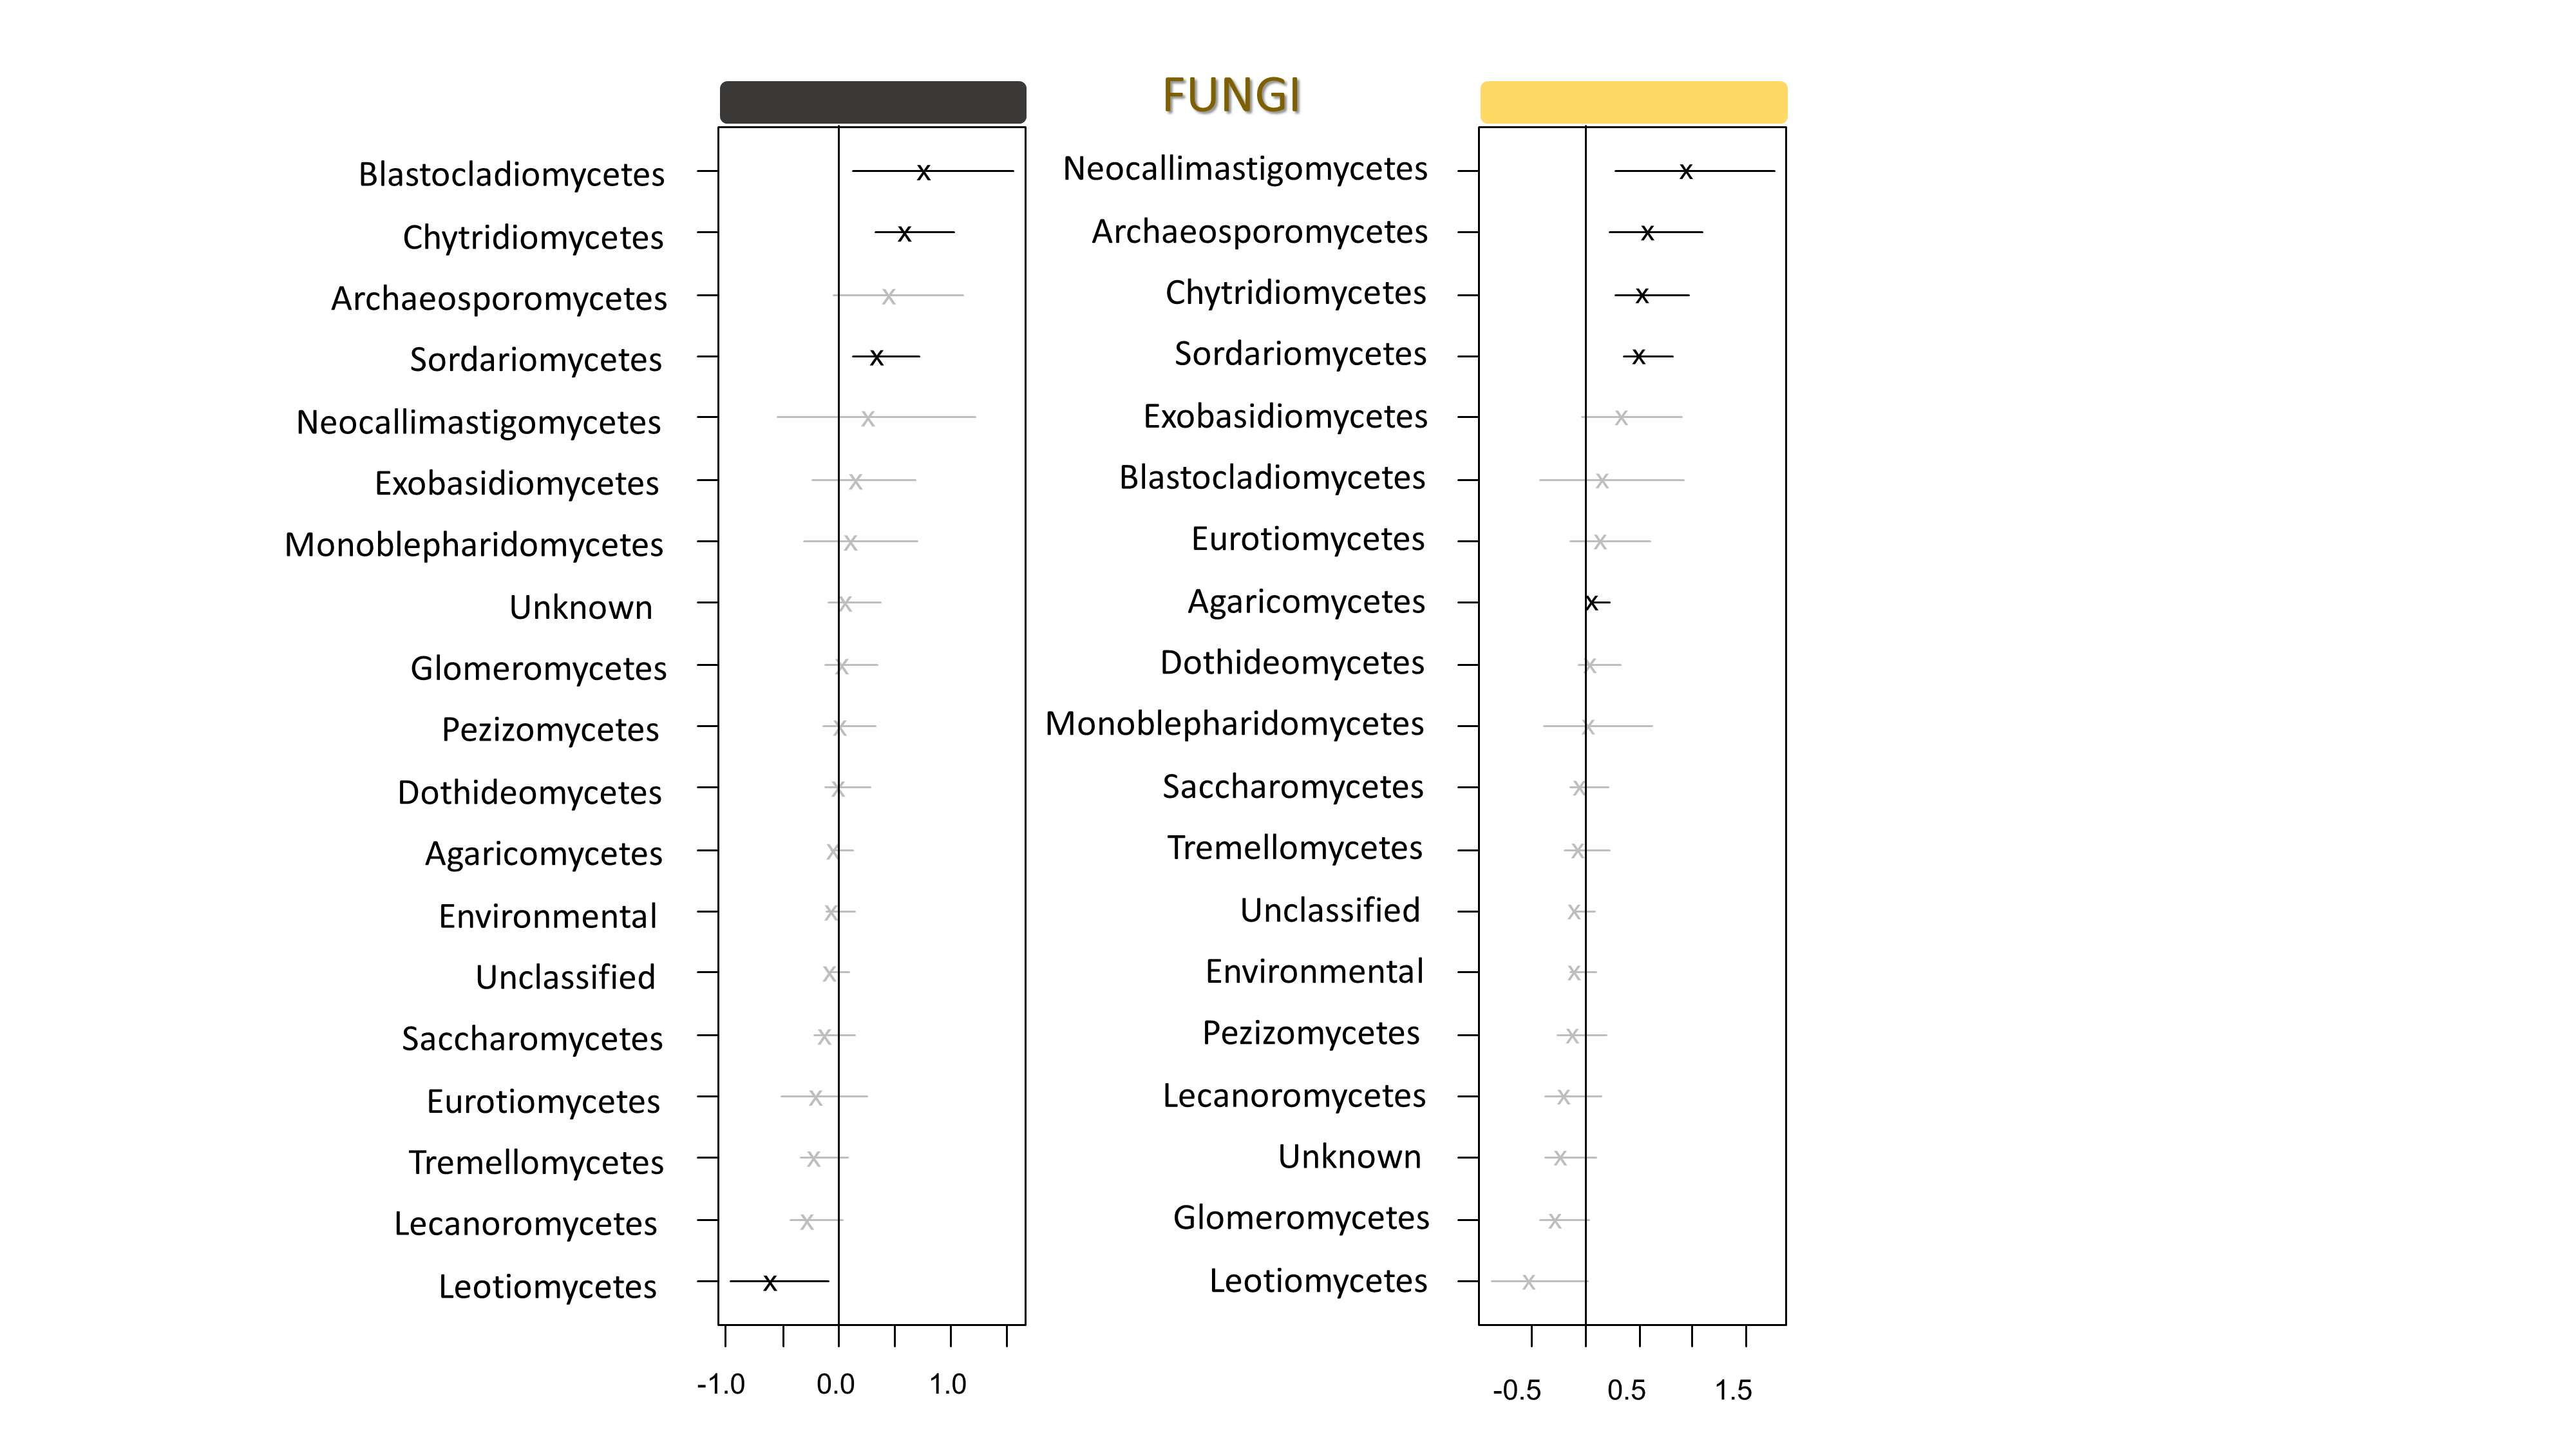 FUNGI
Blastocladiomycetes
Chytridiomycetes
Archaeosporomycetes
Sordariomycetes
Neocallimastigomycetes
Exobasidiomycetes
Monoblepharidomycetes
Unknown
Glomeromycetes
Pezizomycetes
Dothideomycetes
Agaricomycetes
Environmental
Unclassified
Saccharomycetes
Eurotiomycetes
Tremellomycetes
Lecanoromycetes
Leotiomycetes
-1.0 0.0 1.0
Neocallimastigomycetes
Archaeosporomycetes
Chytridiomycetes
Sordariomycetes
Exobasidiomycetes
Blastocladiomycetes
Eurotiomycetes
Agaricomycetes
Dothideomycetes
Monoblepharidomycetes
Saccharomycetes
Tremellomycetes
Unclassified
Environmental
Pezizomycetes
Lecanoromycetes
Unknown
Glomeromycetes
Leotiomycetes
-0.5 0.5 1.5